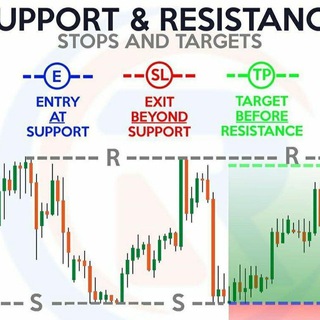 UPPORT & RESISTANC
STOPS AND TARGETS
E SL TP
ENTRY EXIT TARGET
AT BEYOND BEFORE
SUPPORT SUPPORT RESISTANCE
R R
S S